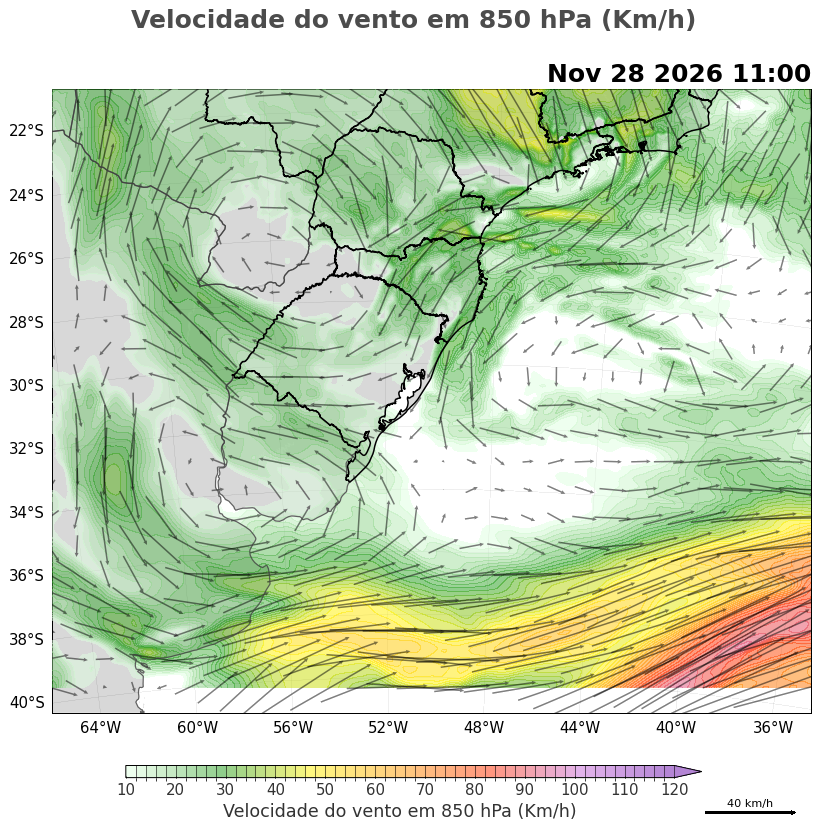 Velocidade do vento em 850 hPa (Km/h)
Nov 28 2026 11:00
22°S
24°S
26°S
28°S
30°S
32°S
34°S
36°S
38°S
40°S
64°W 60°W 56°W 52°W 48°W 44°W 40°W 36°W
10 20 30 40 50 60 70 80 90 100 110 120
Velocidade do vento em 850 hPa (Km/h)
40 km/h